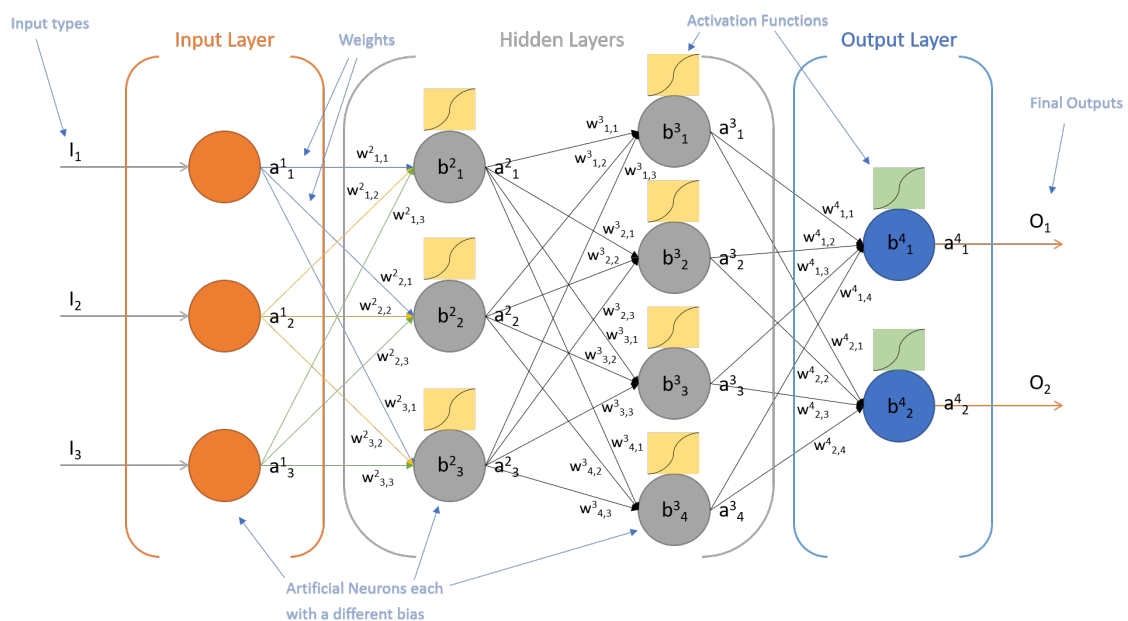 Input types
Input Layer
Weights
Hidden Layers
Activation Functions
Output Layer
Final Outputs
I₁
I₂
I₃
a¹₁
a¹₂
a¹₃
w²₁,₁
w²₁,₂
w²₁,₃
w²₂,₁
w²₂,₂
w²₂,₃
w²₃,₁
w²₃,₂
w²₃,₃
b²₁
b²₂
b²₃
a²₁
a²₂
a²₃
w³₁,₁
w³₁,₂
w³₁,₃
w³₂,₁
w³₂,₂
w³₂,₃
w³₃,₁
w³₃,₂
w³₃,₃
w³₄,₁
w³₄,₂
w³₄,₃
b³₁
b³₂
b³₃
b³₄
a³₁
a³₂
a³₃
a³₄
w⁴₁,₁
w⁴₁,₂
w⁴₁,₃
w⁴₁,₄
w⁴₂,₁
w⁴₂,₂
w⁴₂,₃
w⁴₂,₄
b⁴₁
b⁴₂
a⁴₁
a⁴₂
O₁
O₂
Artificial Neurons each
with a different bias